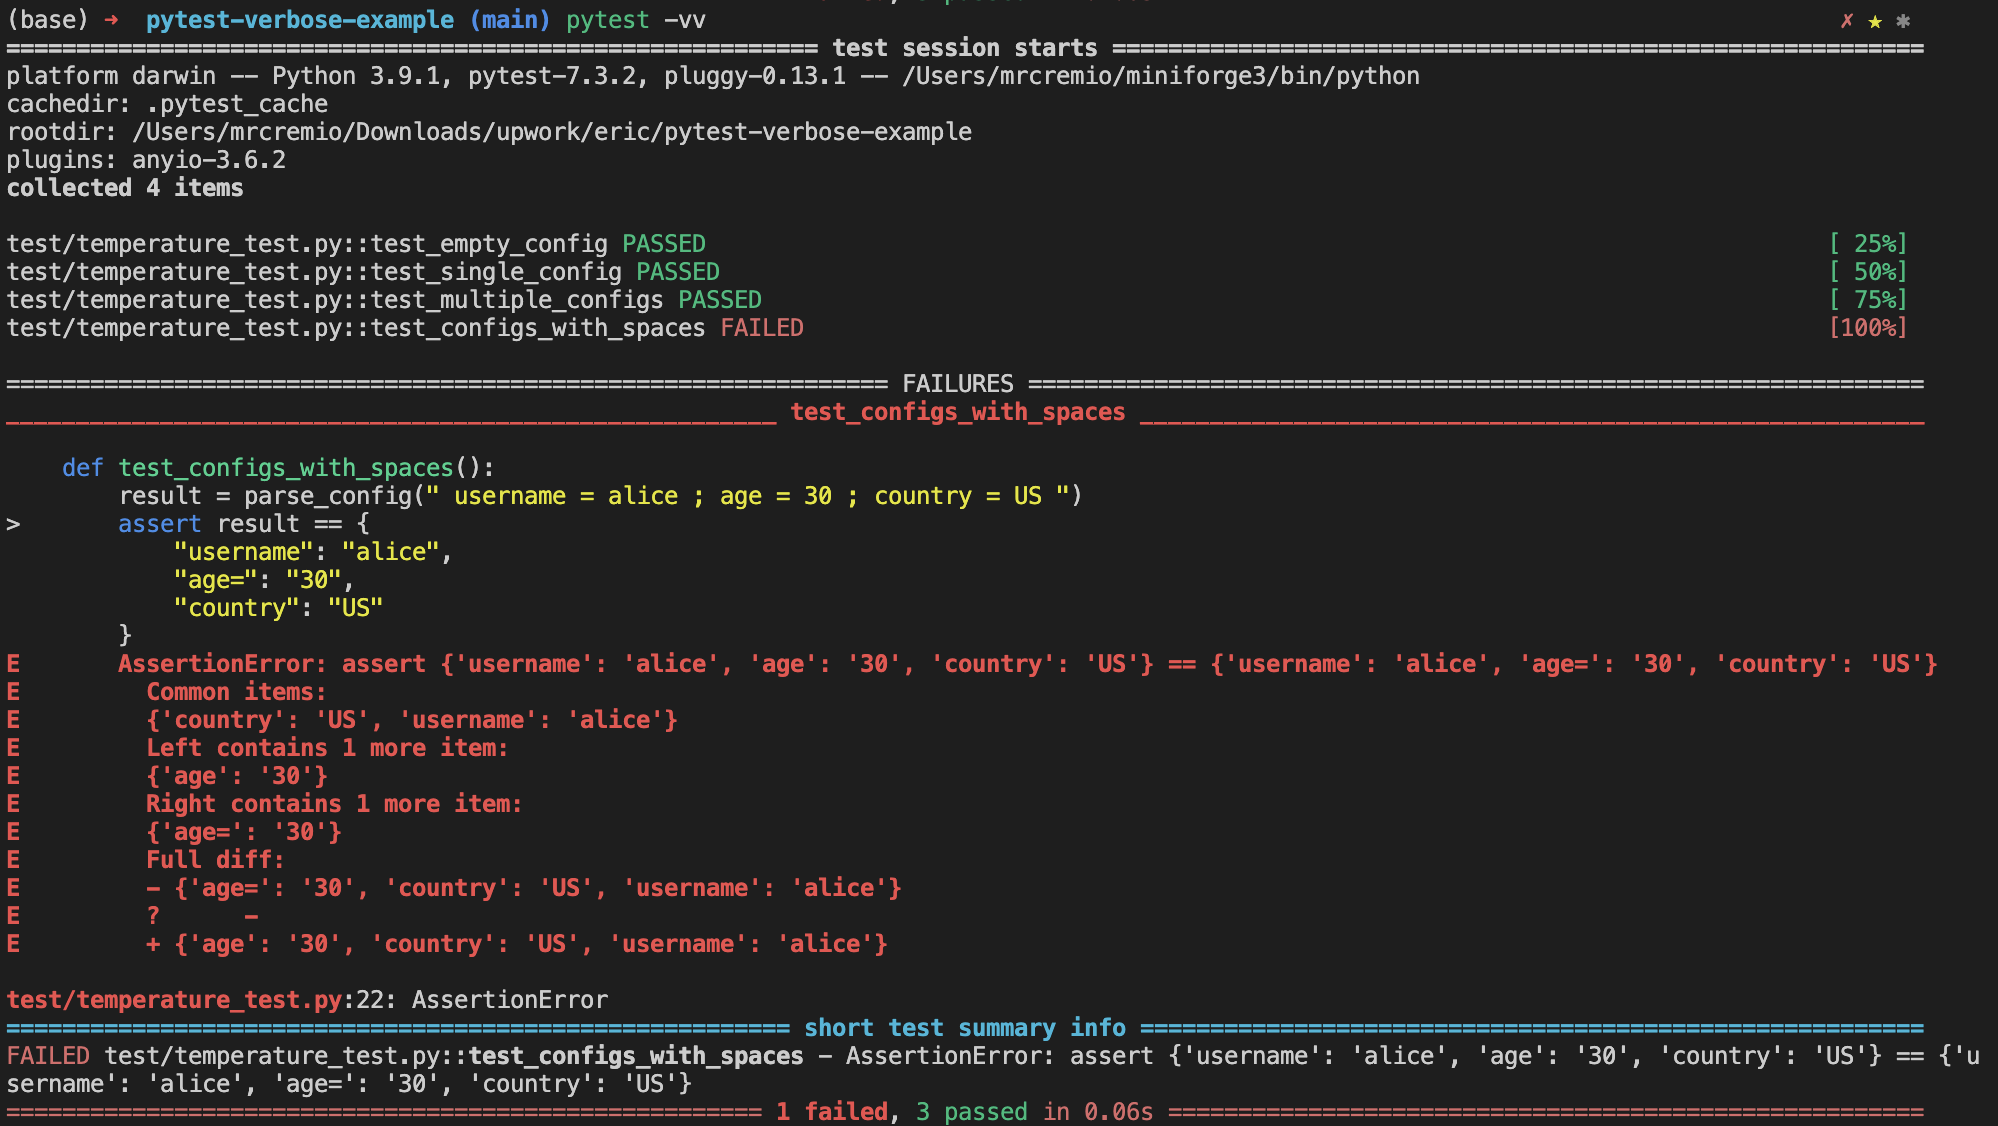 (base) ➜  pytest-verbose-example (main) pytest -vv ✗ ★ ✱
========================================================== test session starts ==========================================================
platform darwin -- Python 3.9.1, pytest-7.3.2, pluggy-0.13.1 -- /Users/mrcremio/miniforge3/bin/python
cachedir: .pytest_cache
rootdir: /Users/mrcremio/Downloads/upwork/eric/pytest-verbose-example
plugins: anyio-3.6.2
collected 4 items
test/temperature_test.py::test_empty_config PASSED [ 25%]
test/temperature_test.py::test_single_config PASSED [ 50%]
test/temperature_test.py::test_multiple_configs PASSED [ 75%]
test/temperature_test.py::test_configs_with_spaces FAILED [100%]
=============================================================== FAILURES ================================================================
_______________________________________________________ test_configs_with_spaces ________________________________________________________
    def test_configs_with_spaces():
        result = parse_config(" username = alice ; age = 30 ; country = US ")
>       assert result == {
            "username": "alice",
            "age=": "30",
            "country": "US"
        }
E       AssertionError: assert {'username': 'alice', 'age': '30', 'country': 'US'} == {'username': 'alice', 'age=': '30', 'country': 'US'}
E         Common items:
E         {'country': 'US', 'username': 'alice'}
E         Left contains 1 more item:
E         {'age': '30'}
E         Right contains 1 more item:
E         {'age=': '30'}
E         Full diff:
E         - {'age=': '30', 'country': 'US', 'username': 'alice'}
E         ?      -
E         + {'age': '30', 'country': 'US', 'username': 'alice'}
test/temperature_test.py:22: AssertionError
======================================================== short test summary info ========================================================
FAILED test/temperature_test.py::test_configs_with_spaces - AssertionError: assert {'username': 'alice', 'age': '30', 'country': 'US'} == {'u
sername': 'alice', 'age=': '30', 'country': 'US'}
====================================================== 1 failed, 3 passed in 0.06s ======================================================